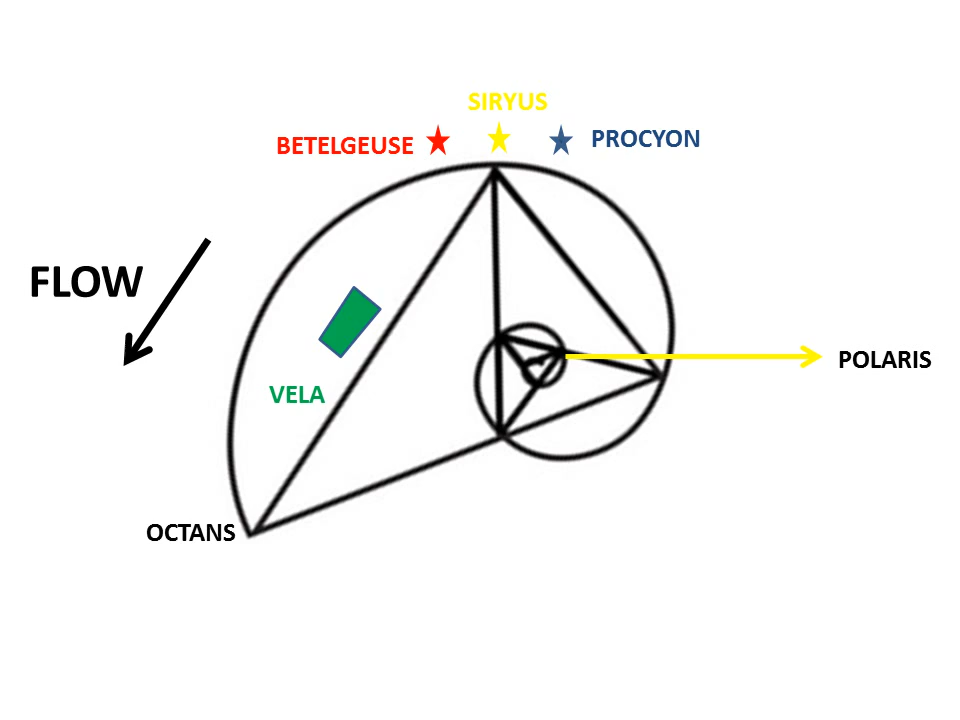 SIRYUS
BETELGEUSE
PROCYON
FLOW
POLARIS
VELA
OCTANS